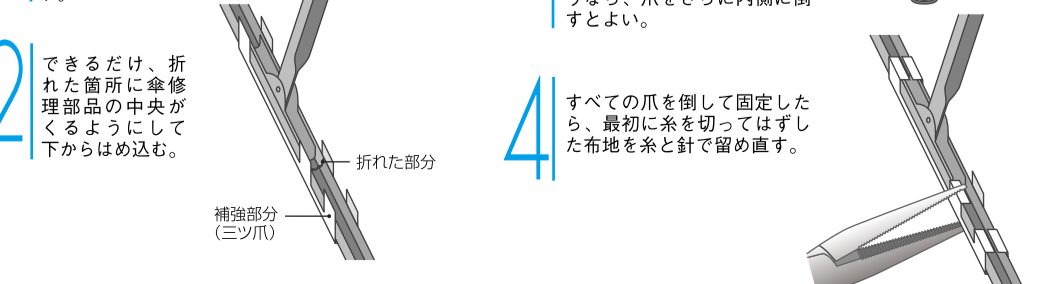 2
できるだけ、折
れた箇所に傘修
理部品の中央が
くるようにして
下からはめ込む。
折れた部分
補強部分
（三ツ爪）
すとよい。
4
すべての爪を倒して固定した
ら、最初に糸を切ってはずし
た布地を糸と針で留め直す。